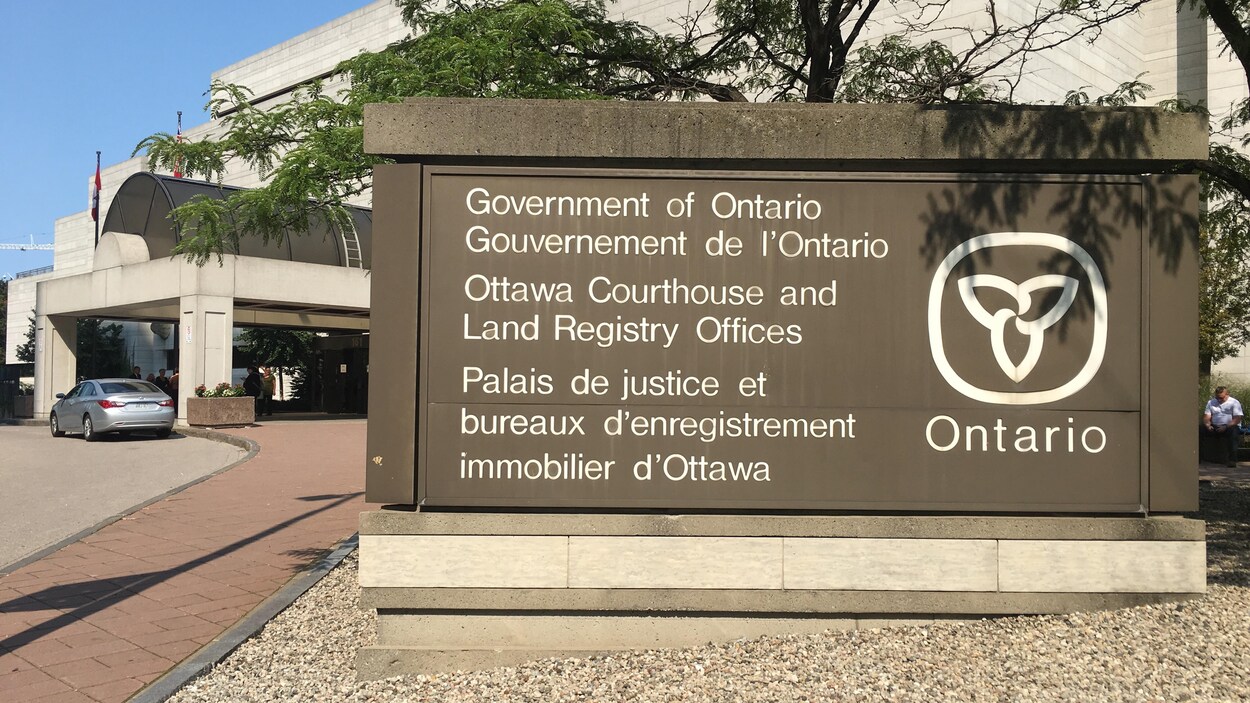 Government of Ontario
Gouvernement de l'Ontario
Ottawa Courthouse and
Land Registry Offices
Palais de justice et
bureaux d'enregistrement
immobilier d'Ottawa
Ontario